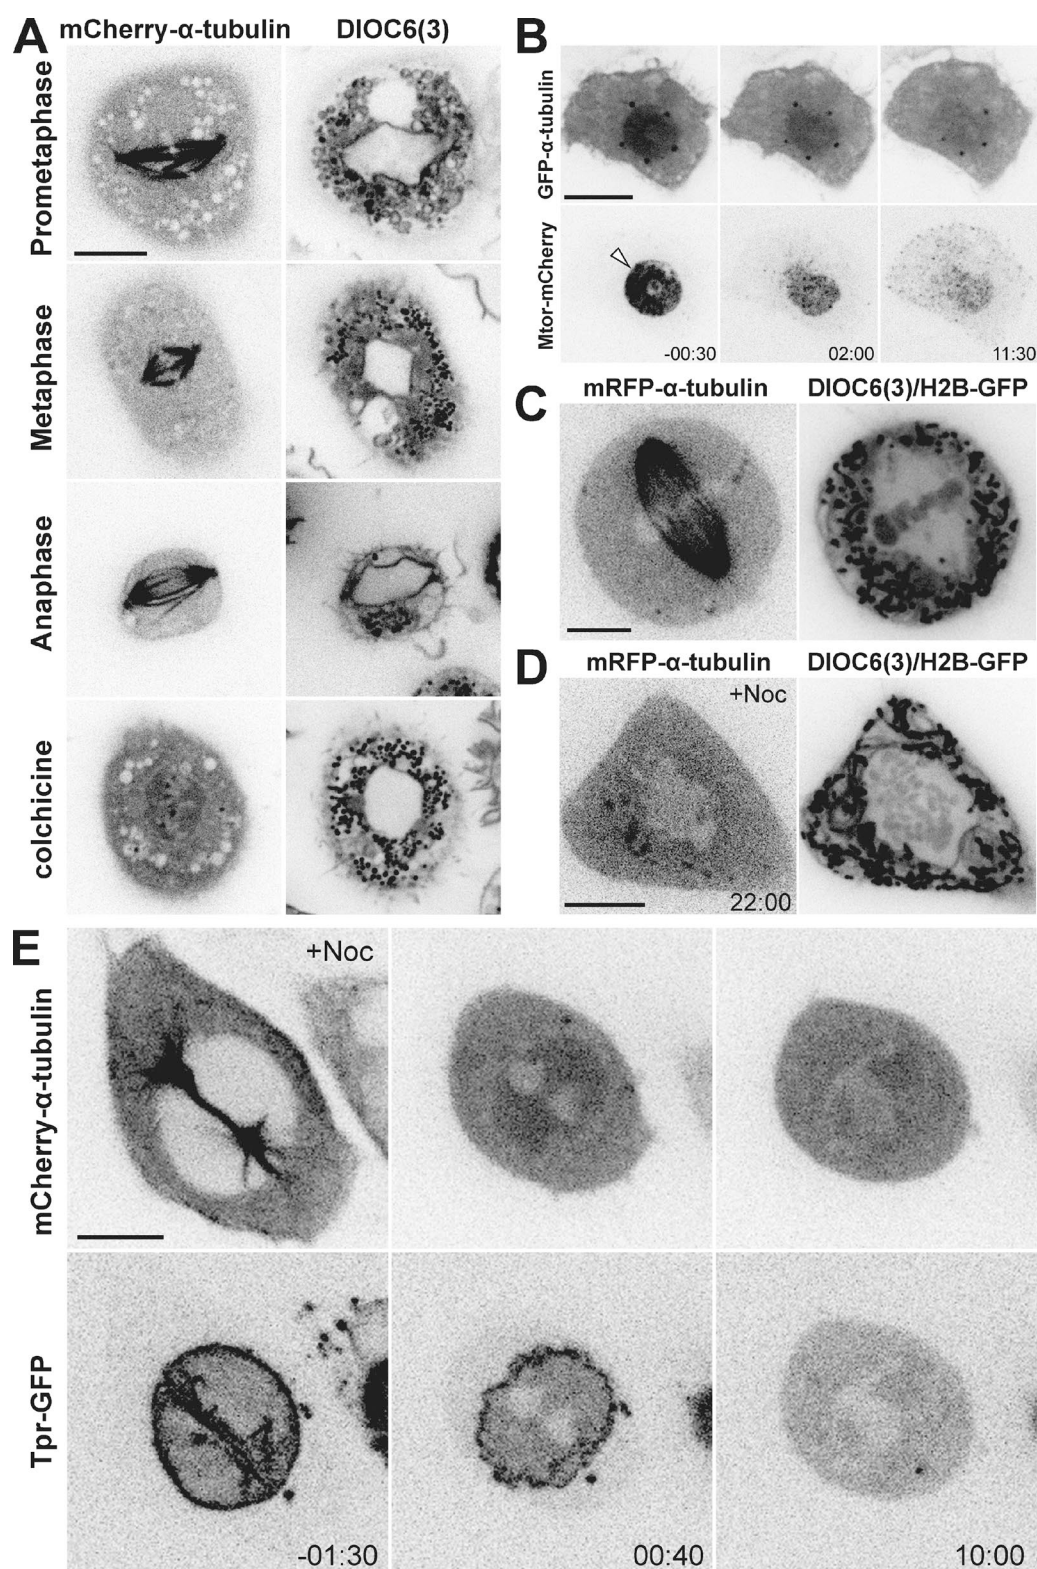 A
mCherry-α-tubulin
DIOC6(3)
Prometaphase
Metaphase
Anaphase
colchicine
B
GFP-α-tubulin
Mtor-mCherry
-00:30
02:00
11:30
C
mRFP-α-tubulin
DIOC6(3)/H2B-GFP
D
mRFP-α-tubulin
DIOC6(3)/H2B-GFP
+Noc
22:00
E
mCherry-α-tubulin
+Noc
Tpr-GFP
-01:30
00:40
10:00